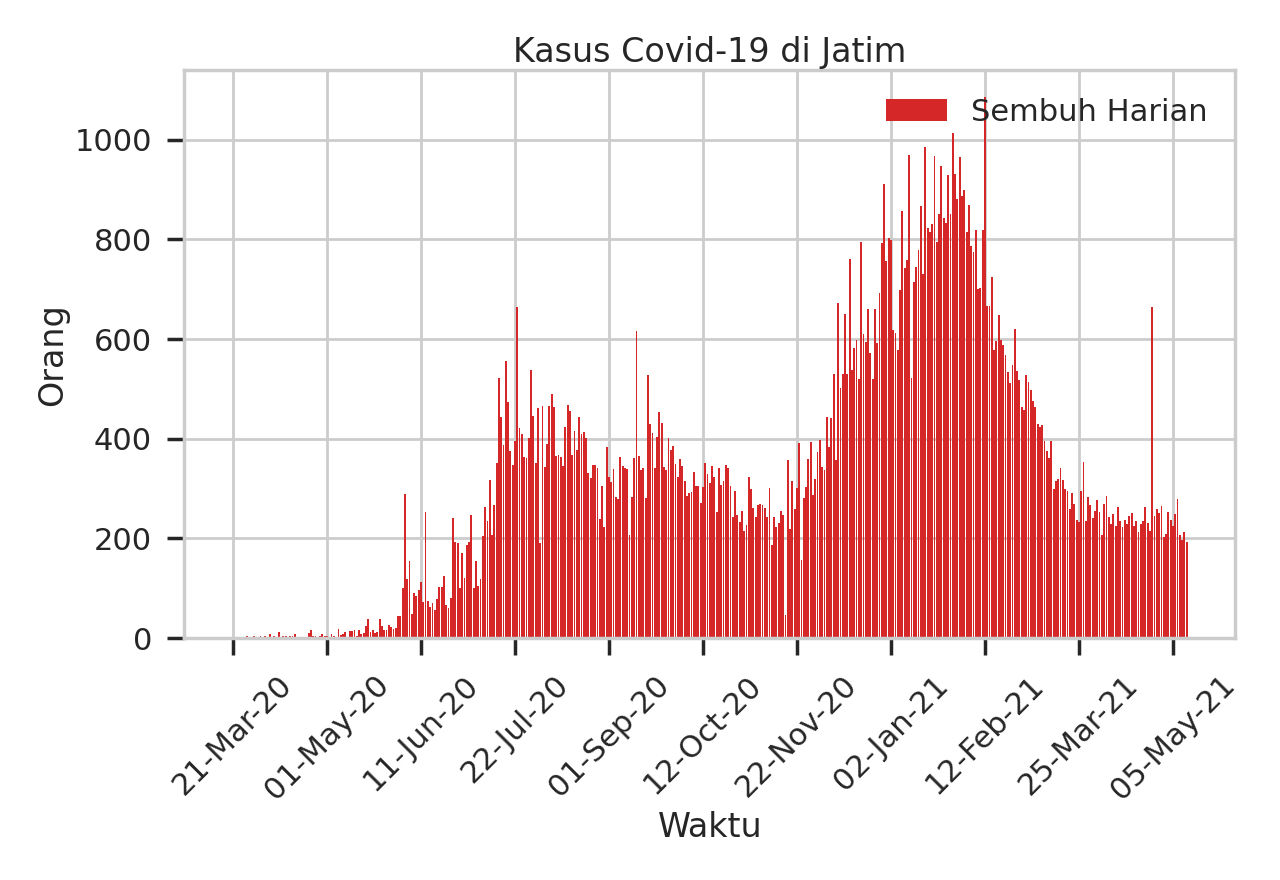 Kasus Covid-19 di Jatim
Sembuh Harian
1000
800
600
400
200
0
Orang
21-Mar-20
01-May-20
11-Jun-20
22-Jul-20
01-Sep-20
12-Oct-20
22-Nov-20
02-Jan-21
12-Feb-21
25-Mar-21
05-May-21
Waktu